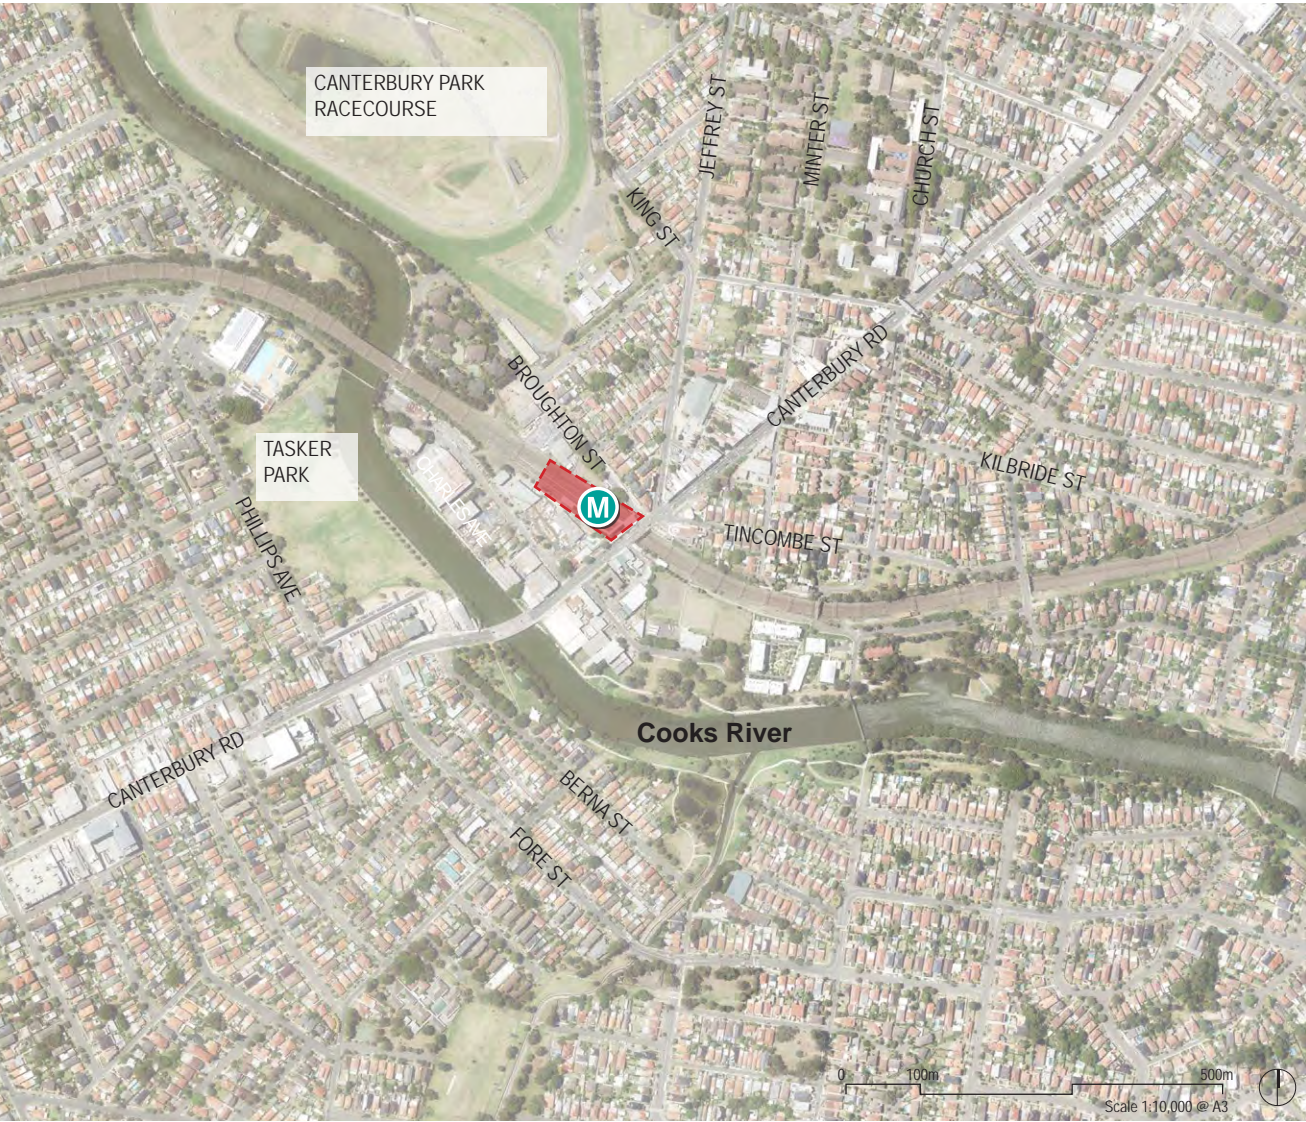 CANTERBURY PARK
RACECOURSE
JEFFREY ST
MINTER ST
CHURCH ST
KING ST
BROUGHTON ST
CANTERBURY RD
TASKER
PARK
CHARLES AVE
KILBRIDE ST
M
PHILLIPS AVE
TINCOMBE ST
Cooks River
CANTERBURY RD
BERNA ST
FORE ST
0 100m 500m
Scale 1:10,000 @ A3